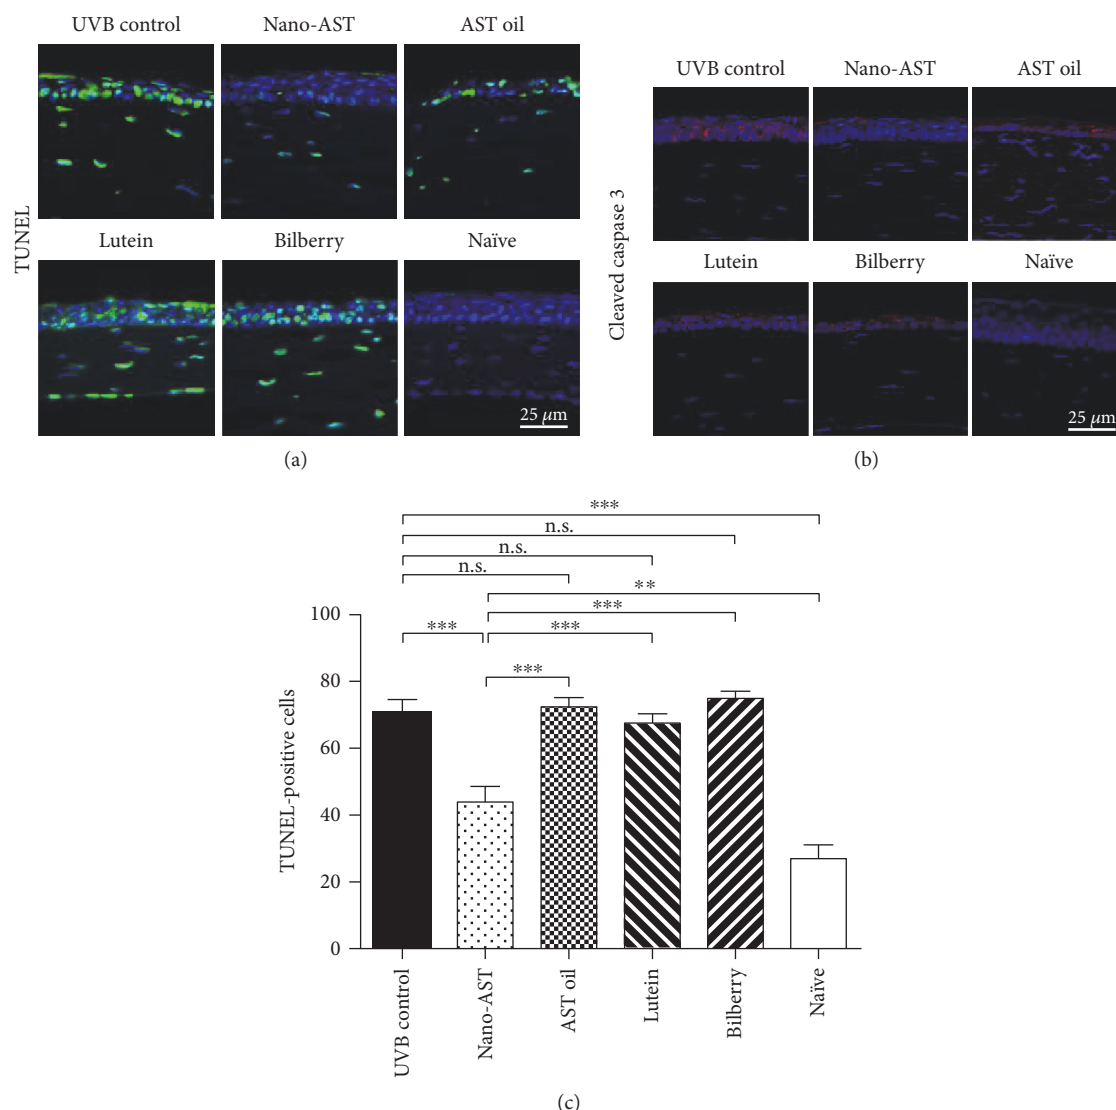 UVB control Nano-AST AST oil
Lutein Bilberry Naïve
TUNEL
25 μm
(a)
UVB control Nano-AST AST oil
Lutein Bilberry Naïve
Cleaved caspase 3
25 μm
(b)
***
n.s.
n.s.
n.s.
**
***
*** ***
***
100
80
60
40
20
0
TUNEL-positive cells
UVB control
Nano-AST
AST oil
Lutein
Bilberry
Naïve
(c)